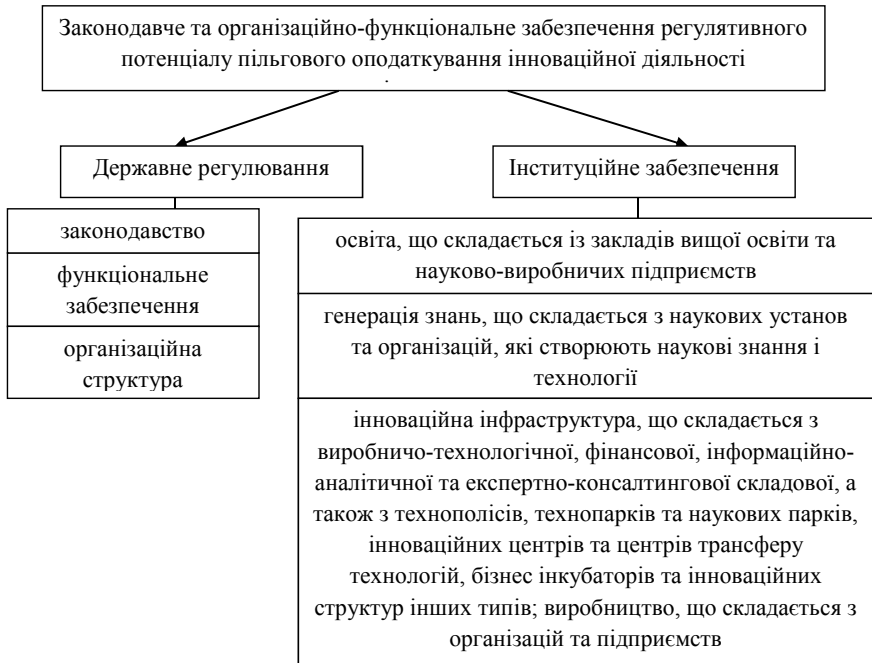 Законодавче та організаційно-функціональне забезпечення регулятивного
потенціалу пільгового оподаткування інноваційної діяльності
Державне регулювання
Інституційне забезпечення
законодавство
функціональне
забезпечення
організаційна
структура
освіта, що складається із закладів вищої освіти та
науково-виробничих підприємств
генерація знань, що складається з наукових установ
та організацій, які створюють наукові знання і
технології
інноваційна інфраструктура, що складається з
виробничо-технологічної, фінансової, інформаційно-
аналітичної та експертно-консалтингової складової, а
також з технополісів, технопарків та наукових парків,
інноваційних центрів та центрів трансферу
технологій, бізнес інкубаторів та інноваційних
структур інших типів; виробництво, що складається з
організацій та підприємств